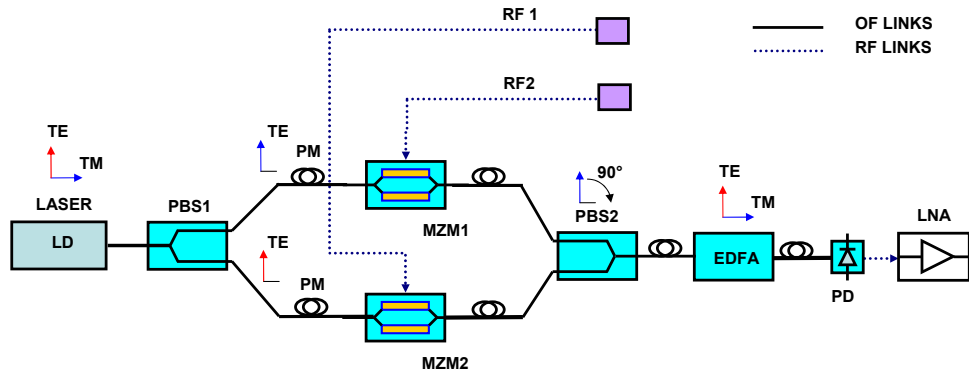 RF 1
OF LINKS
RF LINKS
RF2
TE
TM
TE
PM
90°
TE
TM
LASER
PBS1
PBS2
LNA
LD
MZM1
EDFA
TE
PM
PD
MZM2